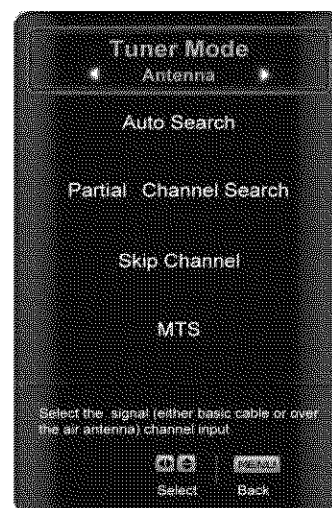 Tuner Mode
Antenna
Auto Search
Partial Channel Search
Skip Channel
MTS
Select the signal (either basic cable or over
the air antenna) channel input
MENU
Select Back